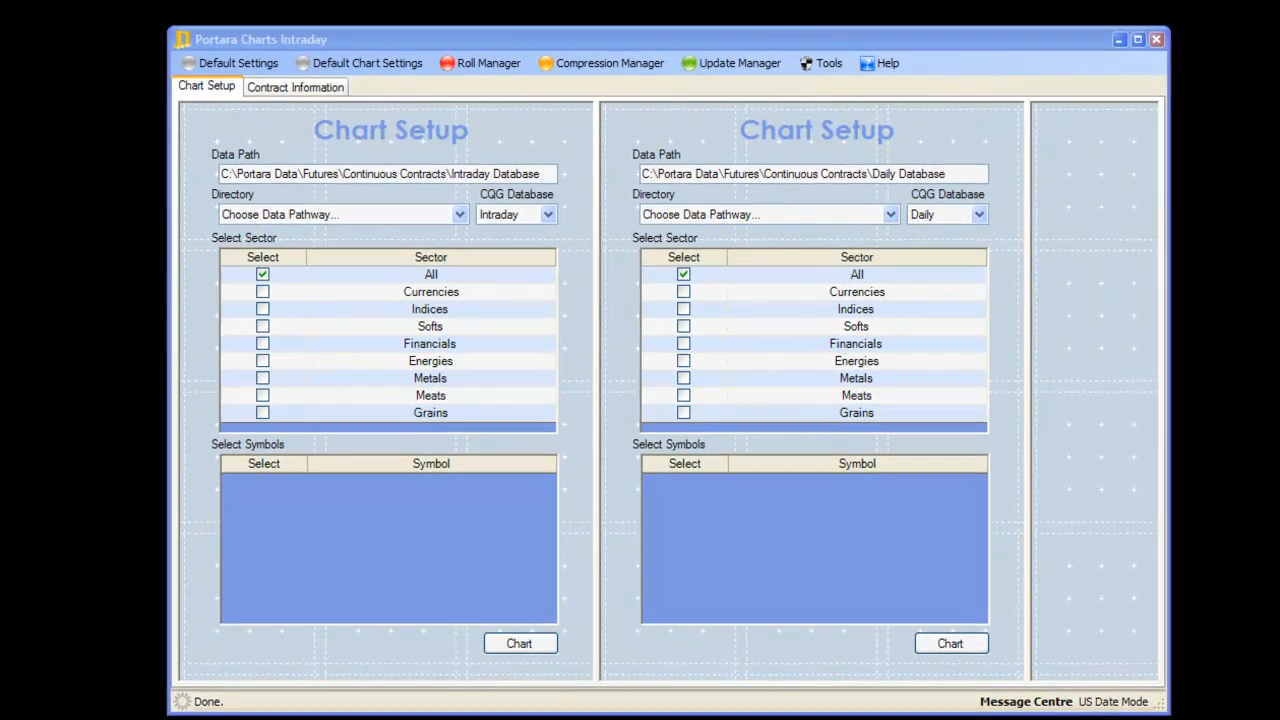 Portara Charts Intraday
Default Settings Default Chart Settings Roll Manager Compression Manager Update Manager Tools Help
Chart Setup Contract Information
Chart Setup
Data Path
C:\Portara Data\Futures\Continuous Contracts\Intraday Database
Directory CQG Database
Choose Data Pathway... Intraday
Select Sector
Select Sector
All
Currencies
Indices
Softs
Financials
Energies
Metals
Meats
Grains
Select Symbols
Select Symbol
Chart
Chart Setup
Data Path
C:\Portara Data\Futures\Continuous Contracts\Daily Database
Directory CQG Database
Choose Data Pathway... Daily
Select Sector
Select Sector
All
Currencies
Indices
Softs
Financials
Energies
Metals
Meats
Grains
Select Symbols
Select Symbol
Chart
Done. Message Centre US Date Mode